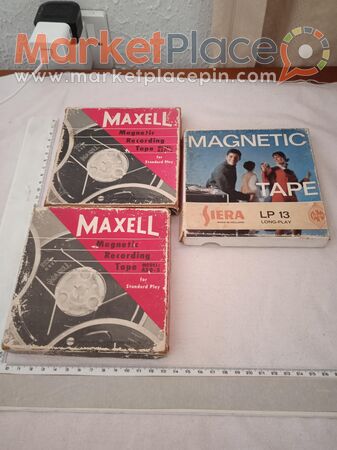 MarketPlace
www.marketplacepin.com
MAXELL
Magnetic
Recording
Tape
for
Standard Play
MAGNETIC
TAPE
SIERA
LP 13
LONG-PLAY
MAXELL
Magnetic
Recording
Tape
for
Standard Play